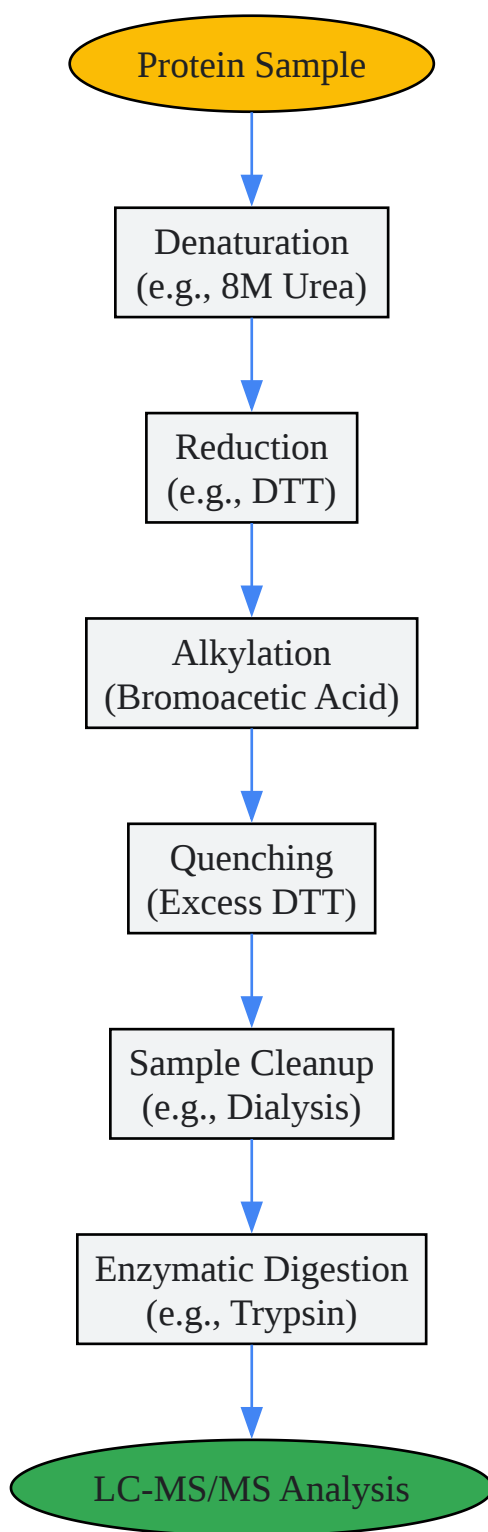 Protein Sample
Denaturation
(e.g., 8M Urea)
Reduction
(e.g., DTT)
Alkylation
(Bromoacetic Acid)
Quenching
(Excess DTT)
Sample Cleanup
(e.g., Dialysis)
Enzymatic Digestion
(e.g., Trypsin)
LC-MS/MS Analysis